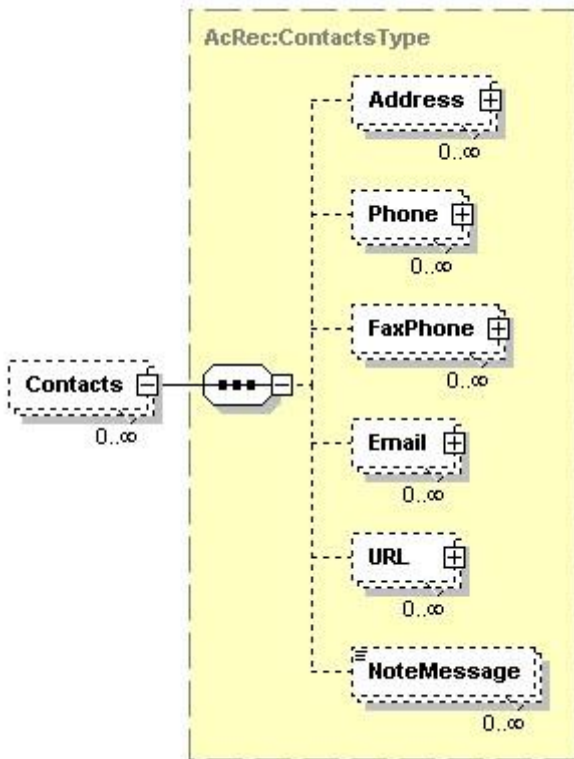 AcRec:ContactsType
Address
0..∞
Phone
0..∞
FaxPhone
0..∞
Contacts
0..∞
Email
0..∞
URL
0..∞
NoteMessage
0..∞